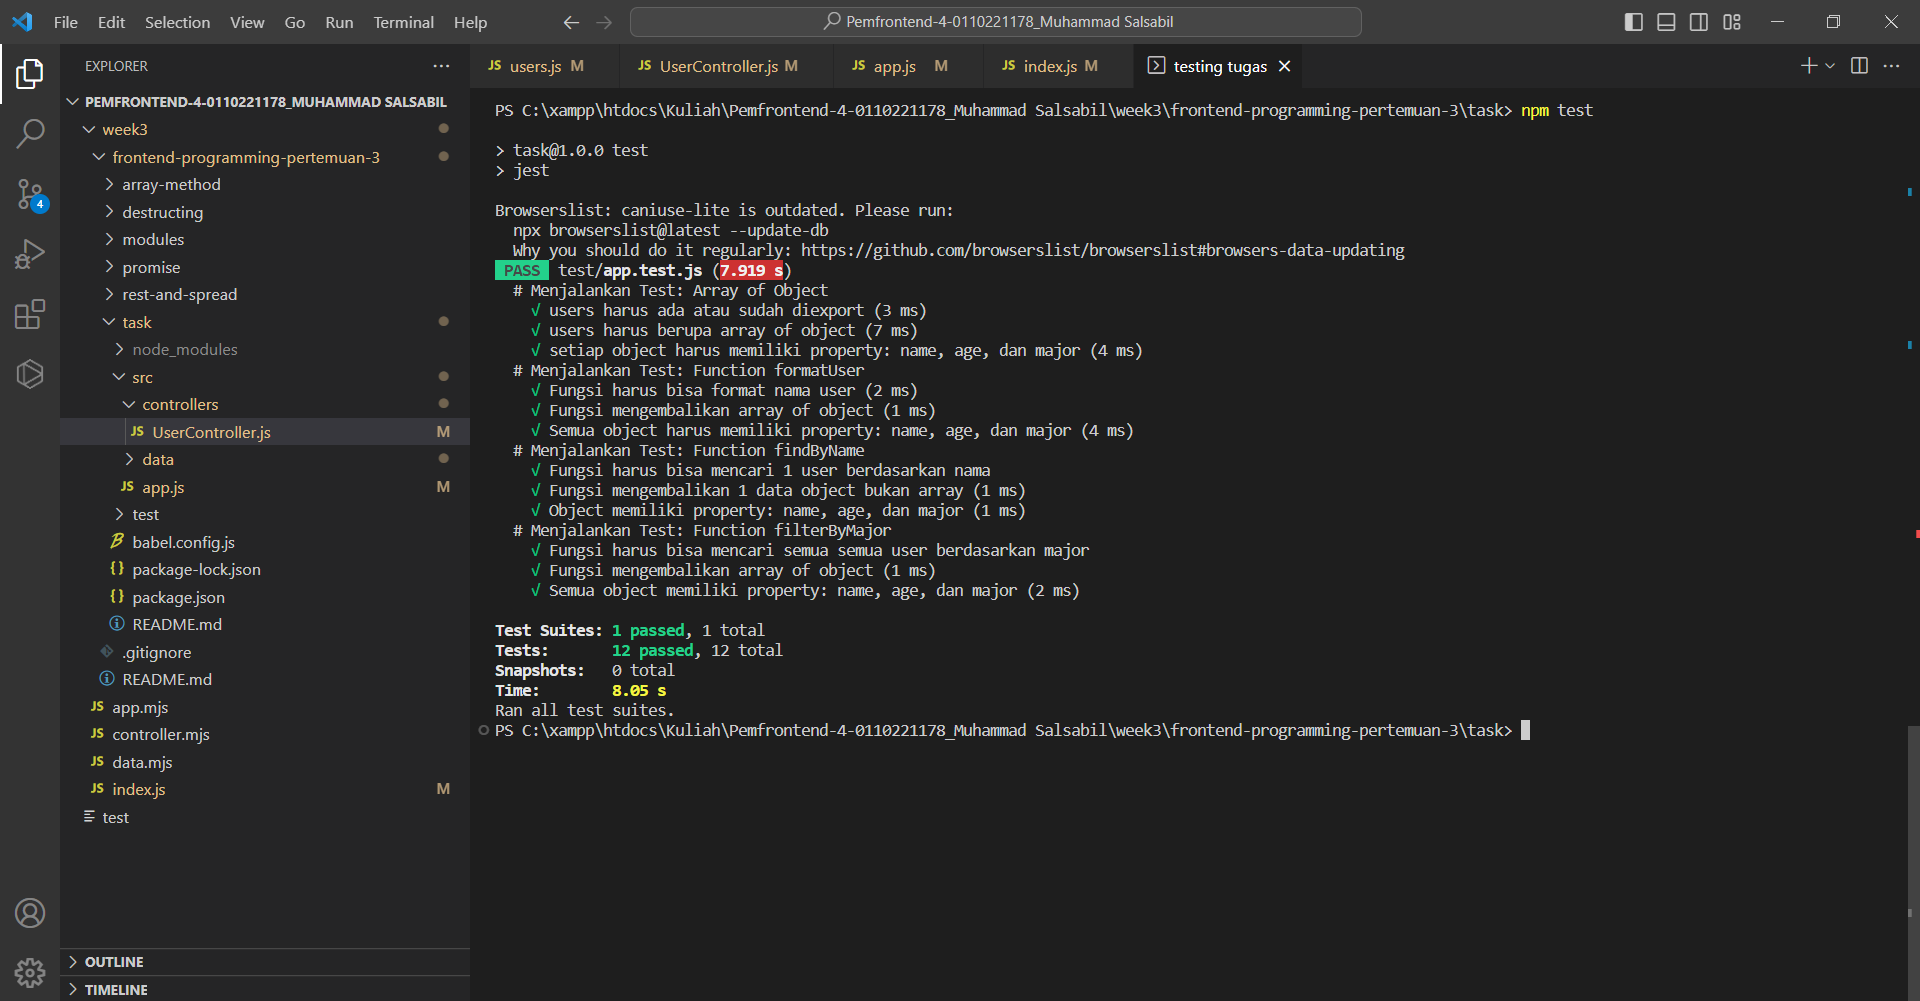 File Edit Selection View Go Run Terminal Help
Pemfrontend-4-0110221178_Muhammad Salsabil
EXPLORER
PEMFRONTEND-4-0110221178_MUHAMMAD SALSABIL
week3
frontend-programming-pertemuan-3
array-method
destructing
modules
promise
rest-and-spread
task
node_modules
src
controllers
JS UserController.js M
data
JS app.js M
test
babel.config.js
{} package-lock.json
{} package.json
README.md
.gitignore
README.md
JS app.mjs
JS controller.mjs
JS data.mjs
JS index.js M
test
OUTLINE
TIMELINE
4
JS users.js M
JS UserController.js M
JS app.js M
JS index.js M
testing tugas
PS C:\xampp\htdocs\Kuliah\Pemfrontend-4-0110221178_Muhammad Salsabil\week3\frontend-programming-pertemuan-3\task> npm test
> task@1.0.0 test
> jest
Browserslist: caniuse-lite is outdated. Please run:
npx browserslist@latest --update-db
Why you should do it regularly: https://github.com/browserslist/browserslist#browsers-data-updating
PASS test/app.test.js (7.919 s)
# Menjalankan Test: Array of Object
√ users harus ada atau sudah diexport (3 ms)
√ users harus berupa array of object (7 ms)
√ setiap object harus memiliki property: name, age, dan major (4 ms)
# Menjalankan Test: Function formatUser
√ Fungsi harus bisa format nama user (2 ms)
√ Fungsi mengembalikan array of object (1 ms)
√ Semua object harus memiliki property: name, age, dan major (4 ms)
# Menjalankan Test: Function findByName
√ Fungsi harus bisa mencari 1 user berdasarkan nama
√ Fungsi mengembalikan 1 data object bukan array (1 ms)
√ Object memiliki property: name, age, dan major (1 ms)
# Menjalankan Test: Function filterByMajor
√ Fungsi harus bisa mencari semua semua user berdasarkan major
√ Fungsi mengembalikan array of object (1 ms)
√ Semua object memiliki property: name, age, dan major (2 ms)
Test Suites: 1 passed, 1 total
Tests: 12 passed, 12 total
Snapshots: 0 total
Time: 8.05 s
Ran all test suites.
PS C:\xampp\htdocs\Kuliah\Pemfrontend-4-0110221178_Muhammad Salsabil\week3\frontend-programming-pertemuan-3\task>